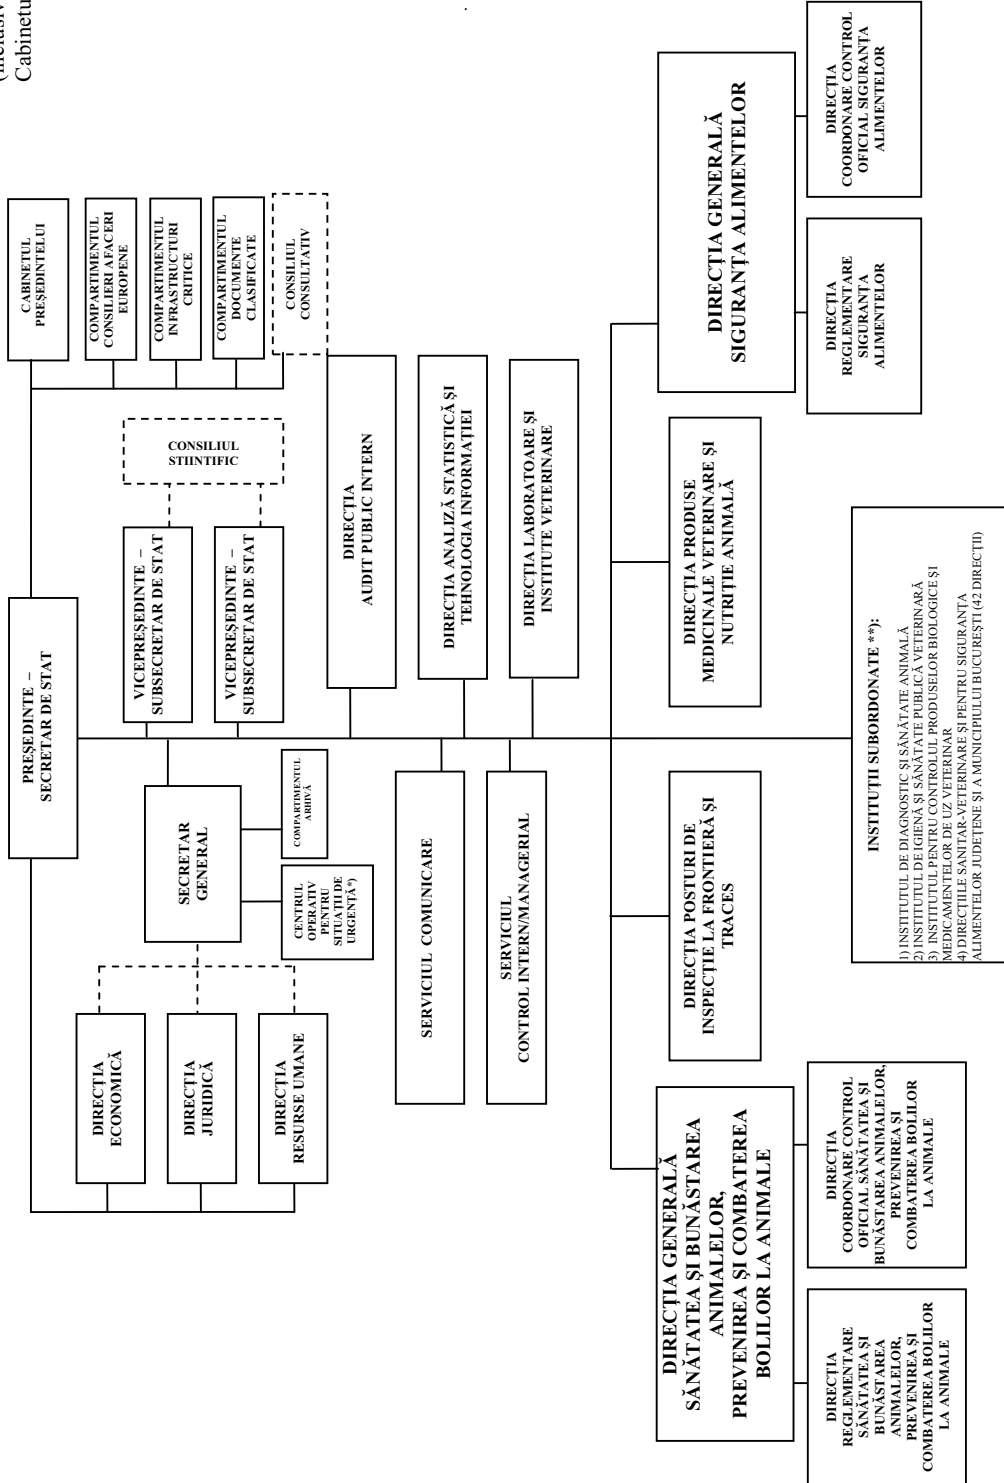 (inclusiv
Cabinetu
PREȘEDINTE –
SECRETAR DE STAT
CABINETUL
PREȘEDINTELUI
COMPARTIMENTUL
CONSILIERI AFACERI
EUROPENE
COMPARTIMENTUL
INFRASTRUCTURI
CRITICE
COMPARTIMENTUL
DOCUMENTE
CLASIFICATE
CONSILIUL
CONSULTATIV
CONSILIUL
STIINTIFIC
VICEPREȘEDINTE –
SUBSECRETAR DE STAT
VICEPREȘEDINTE –
SUBSECRETAR DE STAT
SECRETAR
GENERAL
COMPARTIMENTUL
ARHIVĂ
CENTRUL
OPERATIV
PENTRU
SITUAȚII DE
URGENȚĂ*)
DIRECȚIA
ECONOMICĂ
DIRECȚIA
JURIDICĂ
DIRECȚIA
RESURSE UMANE
DIRECȚIA
AUDIT PUBLIC INTERN
SERVICIUL COMUNICARE
DIRECȚIA ANALIZĂ STATISTICĂ ȘI
TEHNOLOGIA INFORMAȚIEI
SERVICIUL
CONTROL INTERN/MANAGERIAL
DIRECȚIA LABORATOARE ȘI
INSTITUTE VETERINARE
DIRECȚIA GENERALĂ
SĂNĂTATEA ȘI BUNĂSTAREA
ANIMALELOR,
PREVENIREA ȘI COMBATEREA
BOLILOR LA ANIMALE
DIRECȚIA POSTURI DE
INSPECȚIE LA FRONTIERĂ ȘI
TRACES
DIRECȚIA PRODUSE
MEDICINALE VETERINARE ȘI
NUTRIȚIE ANIMALĂ
DIRECȚIA GENERALĂ
SIGURANȚA ALIMENTELOR
DIRECȚIA
REGLEMENTARE
SĂNĂTATEA ȘI
BUNĂSTAREA
ANIMALELOR,
PREVENIREA ȘI
COMBATEREA BOLILOR
LA ANIMALE
DIRECȚIA
COORDONARE CONTROL
OFICIAL SĂNĂTATEA ȘI
BUNĂSTAREA ANIMALELOR,
PREVENIREA ȘI
COMBATEREA BOLILOR
LA ANIMALE
DIRECȚIA
REGLEMENTARE
SIGURANȚA
ALIMENTELOR
DIRECȚIA
COORDONARE CONTROL
OFICIAL SIGURANȚA
ALIMENTELOR
INSTITUȚII SUBORDONATE **):
1) INSTITUTUL DE DIAGNOSTIC ȘI SĂNĂTATE ANIMALĂ
2) INSTITUTUL DE IGIENĂ ȘI SĂNĂTATE PUBLICĂ VETERINARĂ
3) INSTITUTUL PENTRU CONTROLUL PRODUSELOR BIOLOGICE ȘI
MEDICAMENTELOR DE UZ VETERINAR
4) DIRECȚIILE SANITAR-VETERINARE ȘI PENTRU SIGURANȚA
ALIMENTELOR JUDEȚENE ȘI A MUNICIPIULUI BUCUREȘTI (42 DIRECȚII)